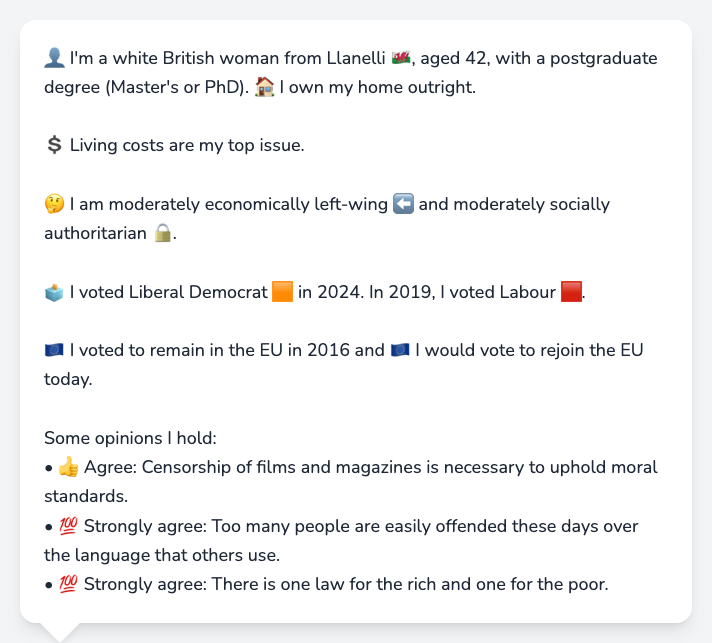 👤 I'm a white British woman from Llanelli 🏴󠁧󠁢󠁷󠁬󠁳󠁿, aged 42, with a postgraduate
degree (Master's or PhD). 🏠 I own my home outright.
💲 Living costs are my top issue.
🤔 I am moderately economically left-wing ⬅️ and moderately socially
authoritarian 🔒.
🗳️ I voted Liberal Democrat 🟧 in 2024. In 2019, I voted Labour 🟥.
🇪🇺 I voted to remain in the EU in 2016 and 🇪🇺 I would vote to rejoin the EU
today.
Some opinions I hold:
• 👍 Agree: Censorship of films and magazines is necessary to uphold moral
standards.
• 💯 Strongly agree: Too many people are easily offended these days over
the language that others use.
• 💯 Strongly agree: There is one law for the rich and one for the poor.